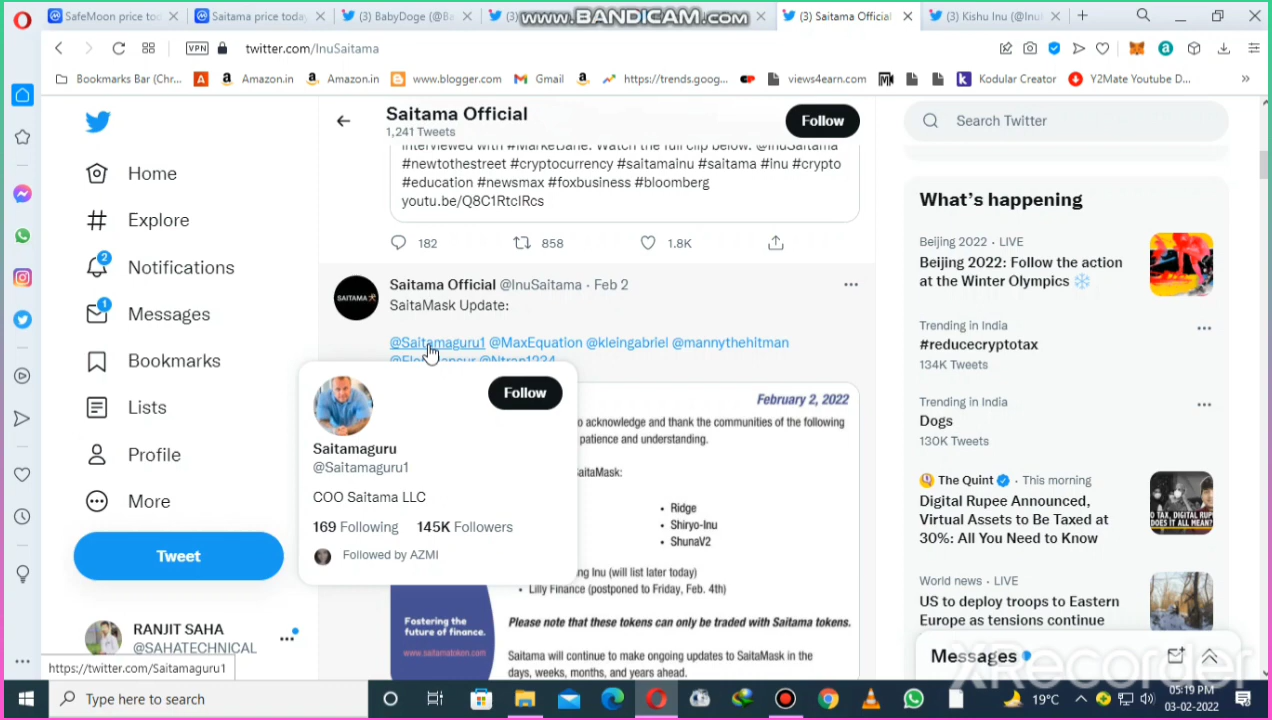 SafeMoon price to
Saitama price today
(3) BabyDoge (@Ba
(3)
www.BANDICAM.com
(3) Saitama Official
(3) Kishu Inu (@Inu
VPN
twitter.com/InuSaitama
Bookmarks Bar (Chr...
Amazon.in
Amazon.in
www.blogger.com
Gmail
https://trends.goog...
views4earn.com
Kodular Creator
Y2Mate Youtube D...
Home
Explore
2
Notifications
1
Messages
Bookmarks
Lists
Profile
More
Tweet
RANJIT SAHA
@SAHATECHNICAL
https://twitter.com/Saitamaguru1
Saitama Official
1,241 Tweets
Follow
interviewed with #MarketBane. Watch the full clip below. @InuSaitama
#newtothestreet #cryptocurrency #saitamainu #saitama #inu #crypto
#education #newsmax #foxbusiness #bloomberg
youtu.be/Q8C1RtclRcs
182
858
1.8K
SAITAMA
Saitama Official @InuSaitama · Feb 2
SaitaMask Update:
@Saitamaguru1 @MaxEquation @kleingabriel @mannythehitman
@Ntran1234
Follow
Saitamaguru
@Saitamaguru1
COO Saitama LLC
169 Following 145K Followers
Followed by AZMI
February 2, 2022
o acknowledge and thank the communities of the following
patience and understanding.
aitaMask:
• Ridge
• Shiryo-Inu
• ShunaV2
ng Inu (will list later today)
• Lilly Finance (postponed to Friday, Feb. 4th)
Fostering the
future of finance.
www.saitamatoken.com
Please note that these tokens can only be traded with Saitama tokens.
Saitama will continue to make ongoing updates to SaitaMask in the
days, weeks, months, and years ahead.
Search Twitter
What's happening
Beijing 2022 · LIVE
Beijing 2022: Follow the action
at the Winter Olympics
Trending in India
#reducecryptotax
134K Tweets
Trending in India
Dogs
130K Tweets
The Quint · This morning
Digital Rupee Announced,
Virtual Assets to Be Taxed at
30%: All You Need to Know
World news · LIVE
US to deploy troops to Eastern
Europe as tensions continue
Messages
XRecorder
Type here to search
19°C
05:19 PM
03-02-2022